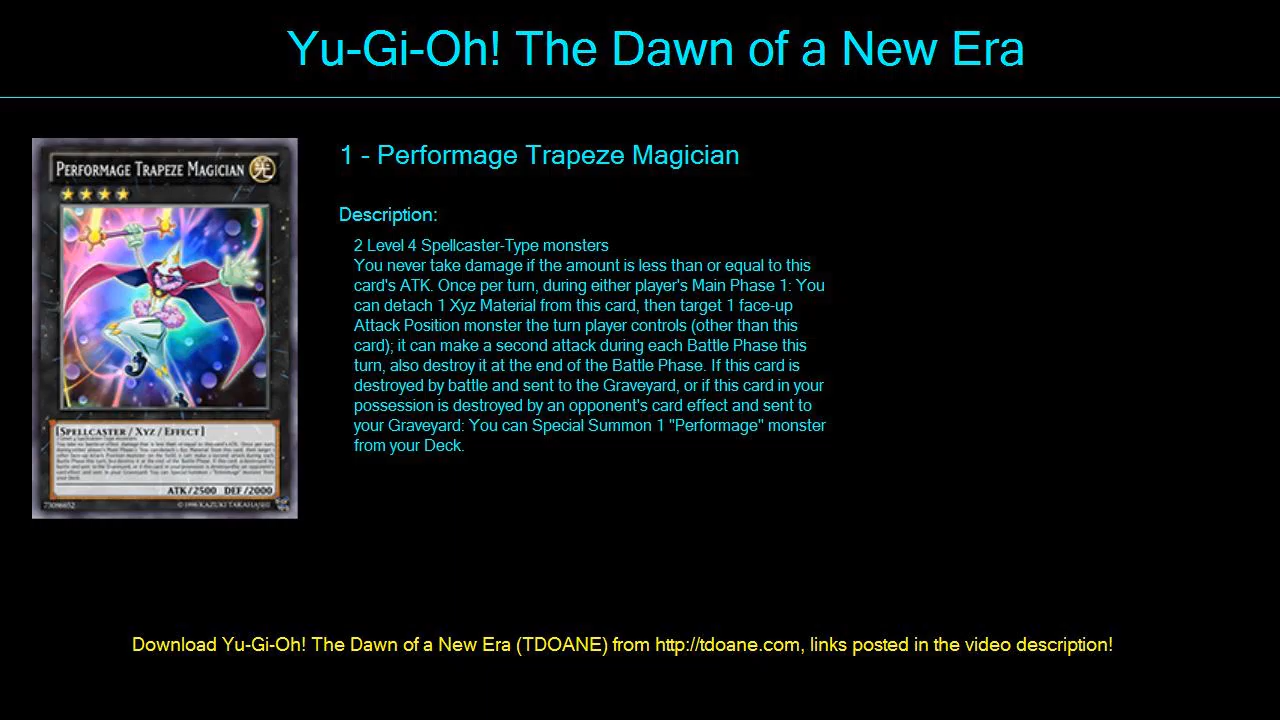 Yu-Gi-Oh! The Dawn of a New Era
PERFORMAGE TRAPEZE MAGICIAN 光
[SPELLCASTER / XYZ / EFFECT]
ATK/2500 DEF/2000
1 - Performage Trapeze Magician
Description:
2 Level 4 Spellcaster-Type monsters
You never take damage if the amount is less than or equal to this
card's ATK. Once per turn, during either player's Main Phase 1: You
can detach 1 Xyz Material from this card, then target 1 face-up
Attack Position monster the turn player controls (other than this
card); it can make a second attack during each Battle Phase this
turn, also destroy it at the end of the Battle Phase. If this card is
destroyed by battle and sent to the Graveyard, or if this card in your
possession is destroyed by an opponent's card effect and sent to
your Graveyard: You can Special Summon 1 "Performage" monster
from your Deck.
Download Yu-Gi-Oh! The Dawn of a New Era (TDOANE) from http://tdoane.com, links posted in the video description!